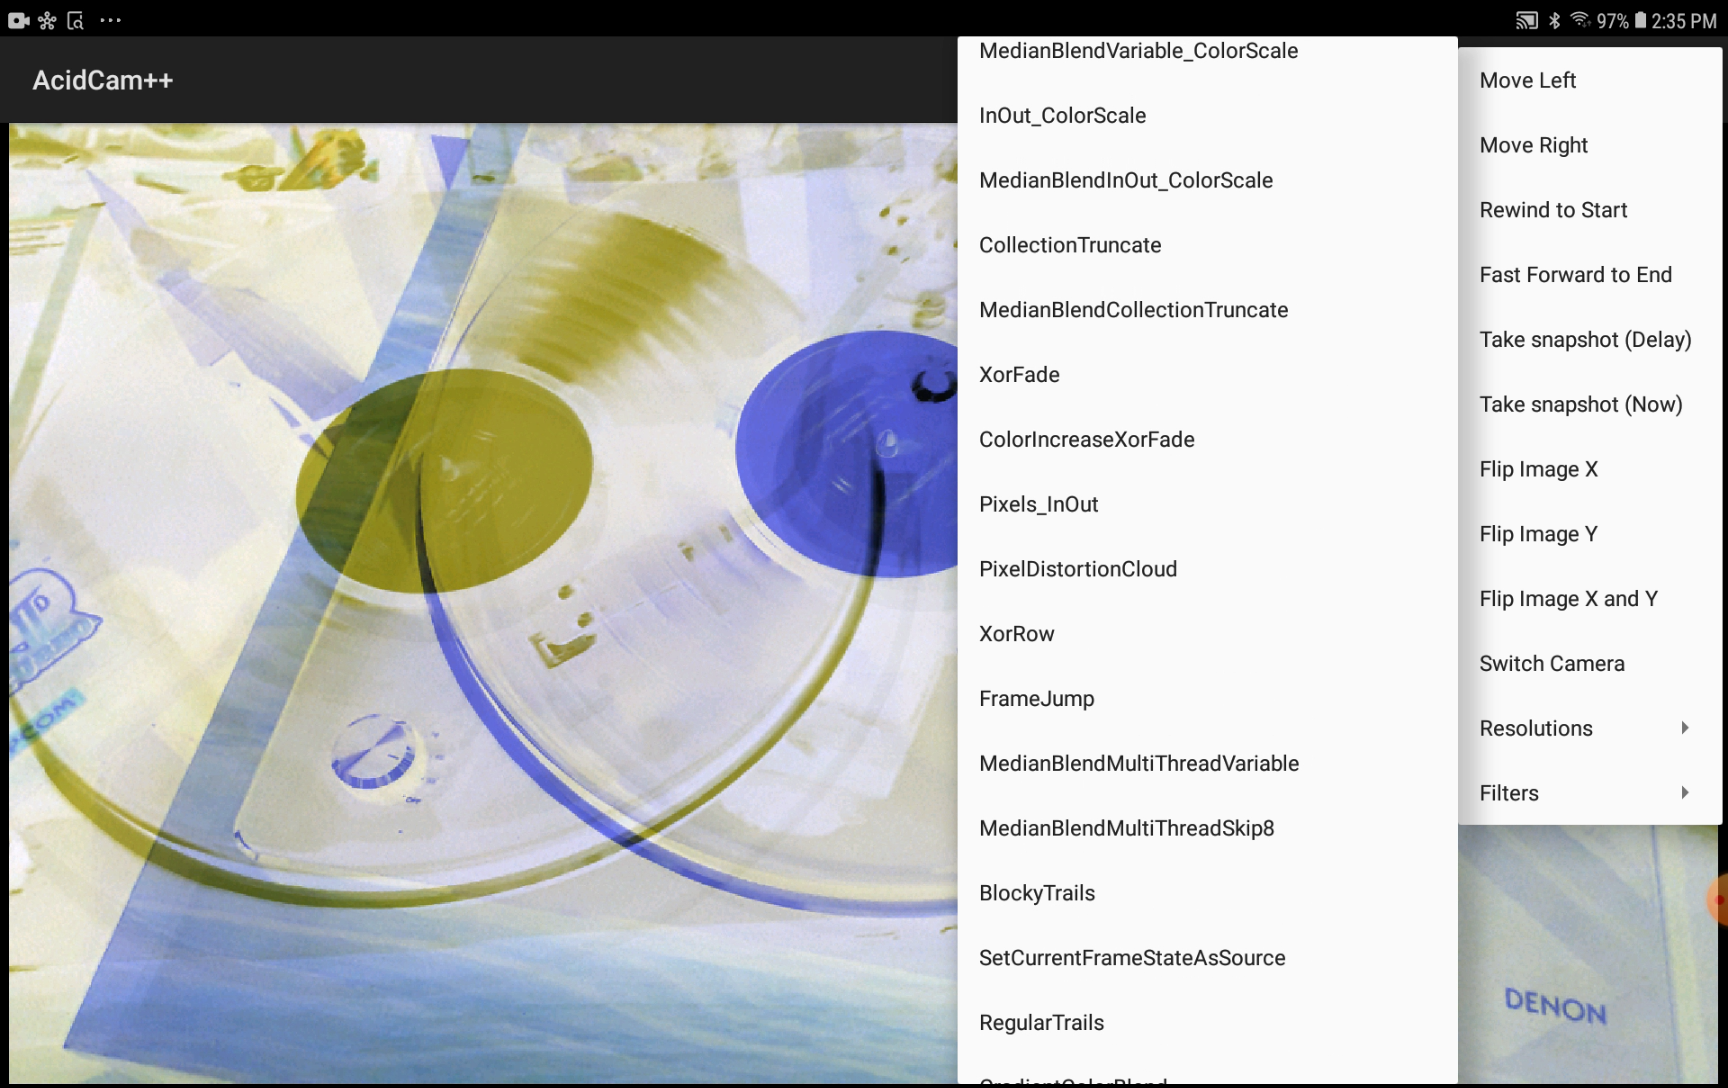 97% 2:35 PM
AcidCam++
MedianBlendVariable_ColorScale
InOut_ColorScale
MedianBlendInOut_ColorScale
CollectionTruncate
MedianBlendCollectionTruncate
XorFade
ColorIncreaseXorFade
Pixels_InOut
PixelDistortionCloud
XorRow
FrameJump
MedianBlendMultiThreadVariable
MedianBlendMultiThreadSkip8
BlockyTrails
SetCurrentFrameStateAsSource
RegularTrails
Move Left
Move Right
Rewind to Start
Fast Forward to End
Take snapshot (Delay)
Take snapshot (Now)
Flip Image X
Flip Image Y
Flip Image X and Y
Switch Camera
Resolutions
Filters
DENON